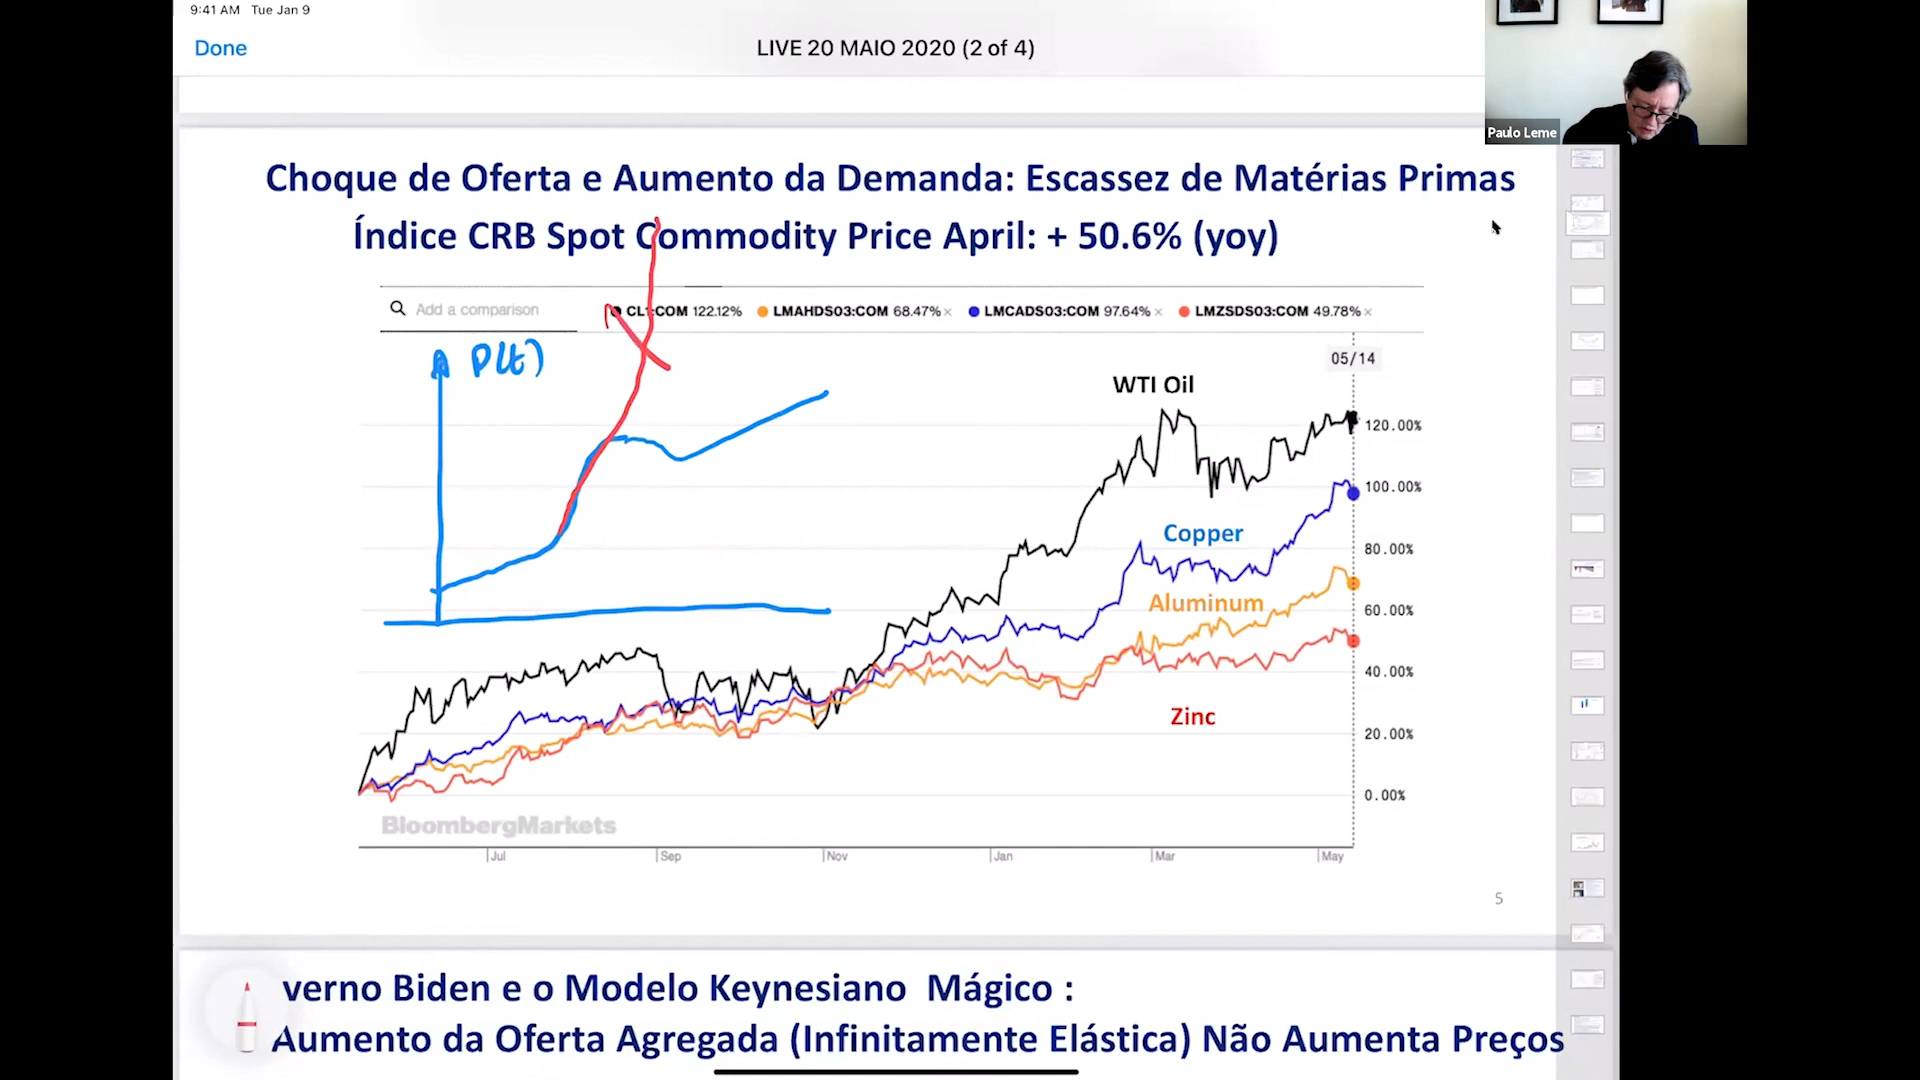 9:41 AM Tue Jan 9
Done
LIVE 20 MAIO 2020 (2 of 4)
Paulo Leme
Choque de Oferta e Aumento da Demanda: Escassez de Matérias Primas
Índice CRB Spot Commodity Price April: + 50.6% (yoy)
Add a comparison
CL1:COM 122.12%
LMAHDS03:COM 68.47% ×
LMCADS03:COM 97.64% ×
LMZSDS03:COM 49.78% ×
P(t)
05/14
WTI Oil
120.00%
100.00%
Copper
80.00%
Aluminum
60.00%
40.00%
Zinc
20.00%
0.00%
BloombergMarkets
Jul Sep Nov Jan Mar May
5
verno Biden e o Modelo Keynesiano Mágico :
Aumento da Oferta Agregada (Infinitamente Elástica) Não Aumenta Preços